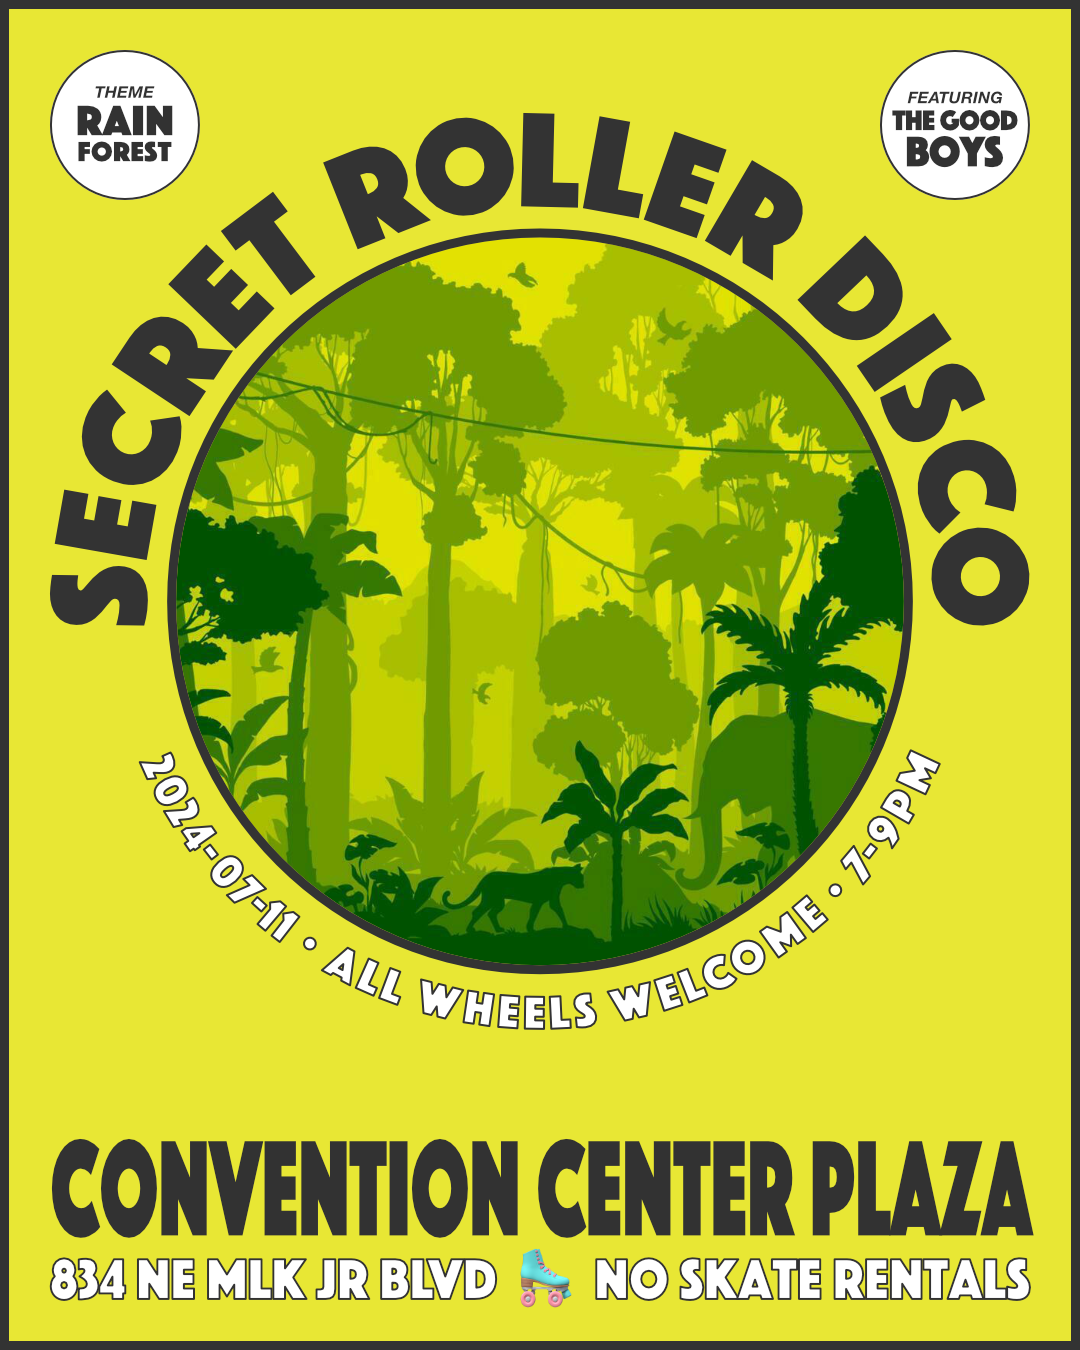 THEME
RAIN
FOREST
FEATURING
THE GOOD
BOYS
SECRET ROLLER DISCO
2024-07-11 • ALL WHEELS WELCOME • 7-9PM
CONVENTION CENTER PLAZA
834 NE MLK JR BLVD 🛼 NO SKATE RENTALS